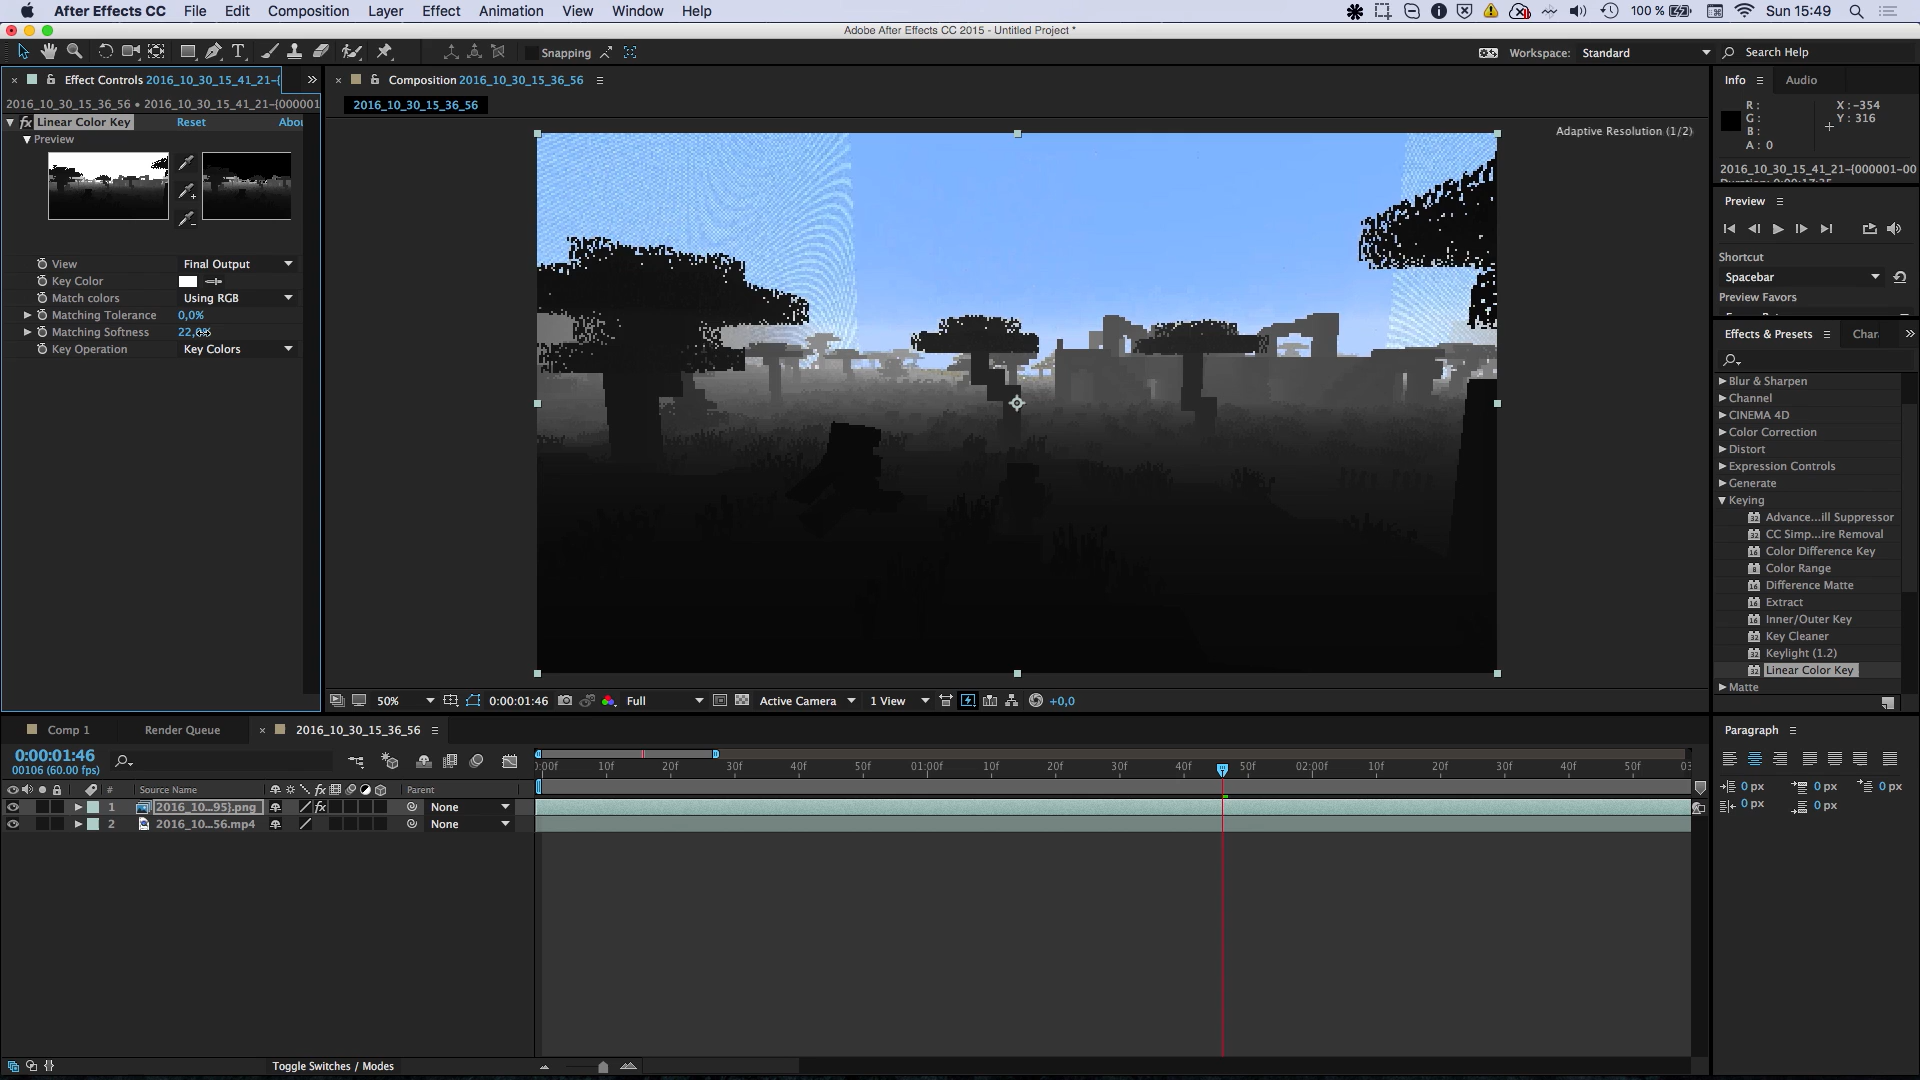 After Effects CC File Edit Composition Layer Effect Animation View Window Help 100 % Sun 15:49
Adobe After Effects CC 2015 - Untitled Project *
Snapping Workspace: Standard Search Help
Effect Controls 2016_10_30_15_41_21-{
2016_10_30_15_36_56 • 2016_10_30_15_41_21-{000001
fx Linear Color Key Reset Abou
Preview
View Final Output
Key Color
Match colors Using RGB
Matching Tolerance 0,0%
Matching Softness 22,0%
Key Operation Key Colors
Composition 2016_10_30_15_36_56
2016_10_30_15_36_56
Adaptive Resolution (1/2)
50% 0:00:01:46 Full Active Camera 1 View +0,0
Info Audio
R: X: -354
G: Y: 316
B:
A: 0
2016_10_30_15_41_21-{000001-00
Preview
Shortcut
Spacebar
Preview Favors
Effects & Presets Char
Blur & Sharpen
Channel
CINEMA 4D
Color Correction
Distort
Expression Controls
Generate
Keying
Advance...ill Suppressor
CC Simp...ire Removal
Color Difference Key
Color Range
Difference Matte
Extract
Inner/Outer Key
Key Cleaner
Keylight (1.2)
Linear Color Key
Matte
Paragraph
0 px 0 px 0 px
0 px 0 px
Comp 1 Render Queue 2016_10_30_15_36_56
0:00:01:46
00106 (60.00 fps)
:00f 10f 20f 30f 40f 50f 01:00f 10f 20f 30f 40f 50f 02:00f 10f 20f 30f 40f 50f 03
# Source Name fx Parent
1 2016_10...95}.png fx None
2 2016_10...56.mp4 None
Toggle Switches / Modes